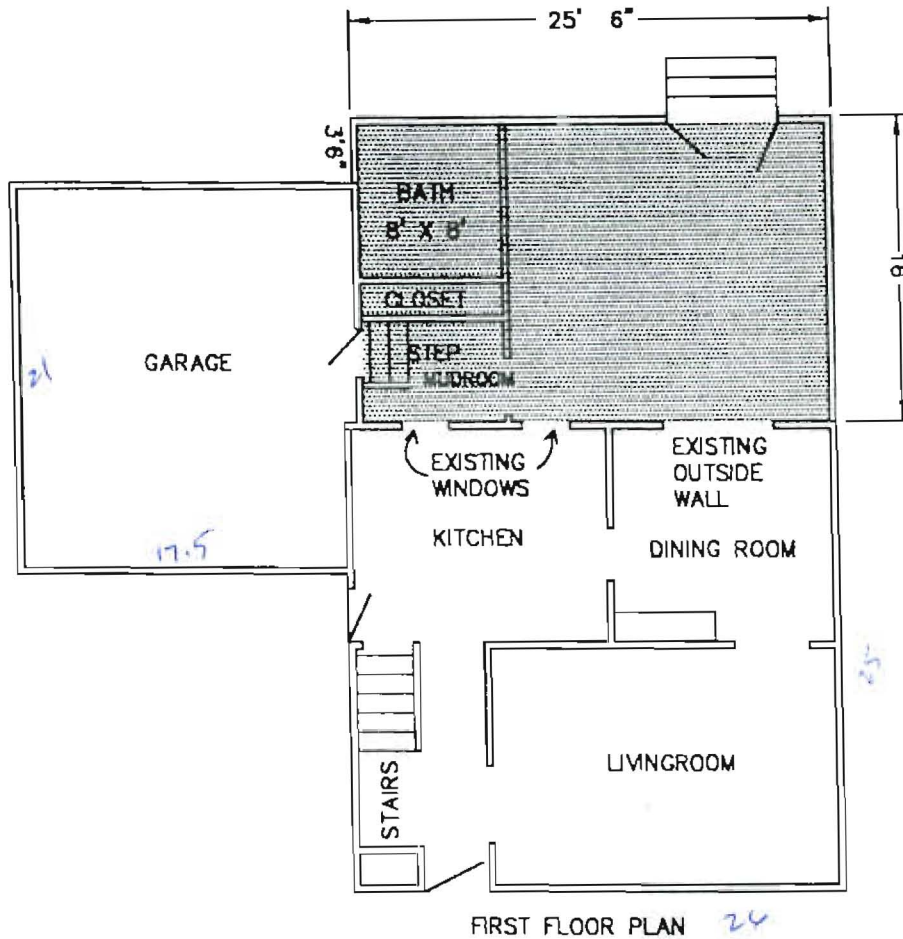 25' 6"
3'6"
BATH
8' X 8'
16
CLOSET
GARAGE
STEP
MUDROOM
21
EXISTING
WINDOWS
EXISTING
OUTSIDE
WALL
KITCHEN
DINING ROOM
17.5
25
LIVINGROOM
STAIRS
FIRST FLOOR PLAN